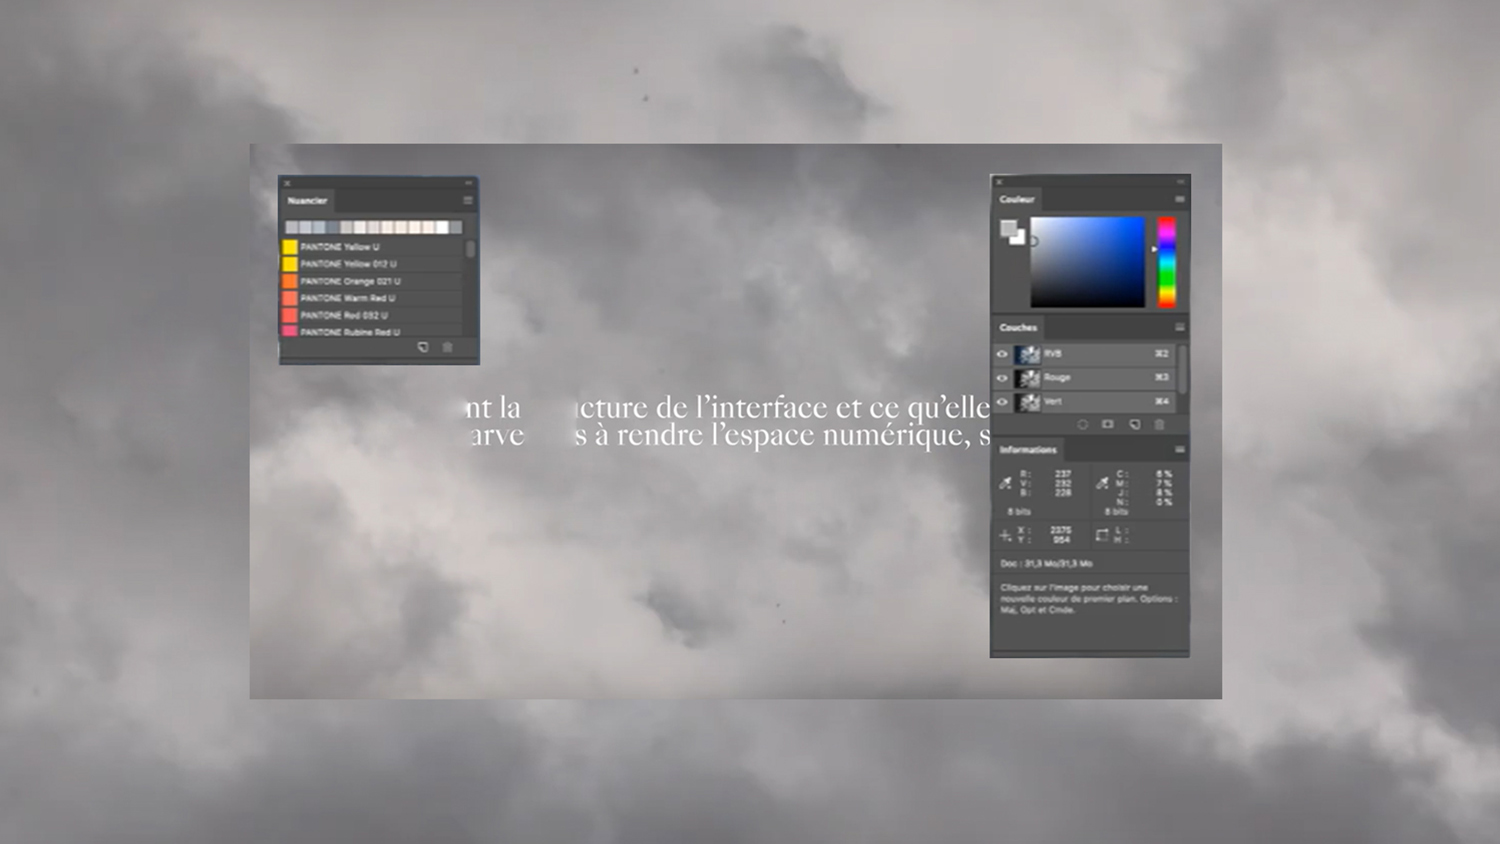 Nuancier
PANTONE Yellow U
PANTONE Yellow 012 U
PANTONE Orange 021 U
PANTONE Warm Red U
PANTONE Red 032 U
PANTONE Rubine Red U
nt la cture de l’interface et ce qu’elle
arve s à rendre l’espace numérique, s
Couleur
Couches
RVB ⌘2
Rouge ⌘3
Vert ⌘4
Informations
R : 237
V : 232
B : 228
8 bits
C : 6 %
M : 7 %
J : 8 %
N : 0 %
8 bits
X : 2375
Y : 954
L :
H :
Doc : 31,3 Mo/31,3 Mo
Cliquez sur l'image pour choisir une
nouvelle couleur de premier plan. Options :
Maj, Opt et Cmde.